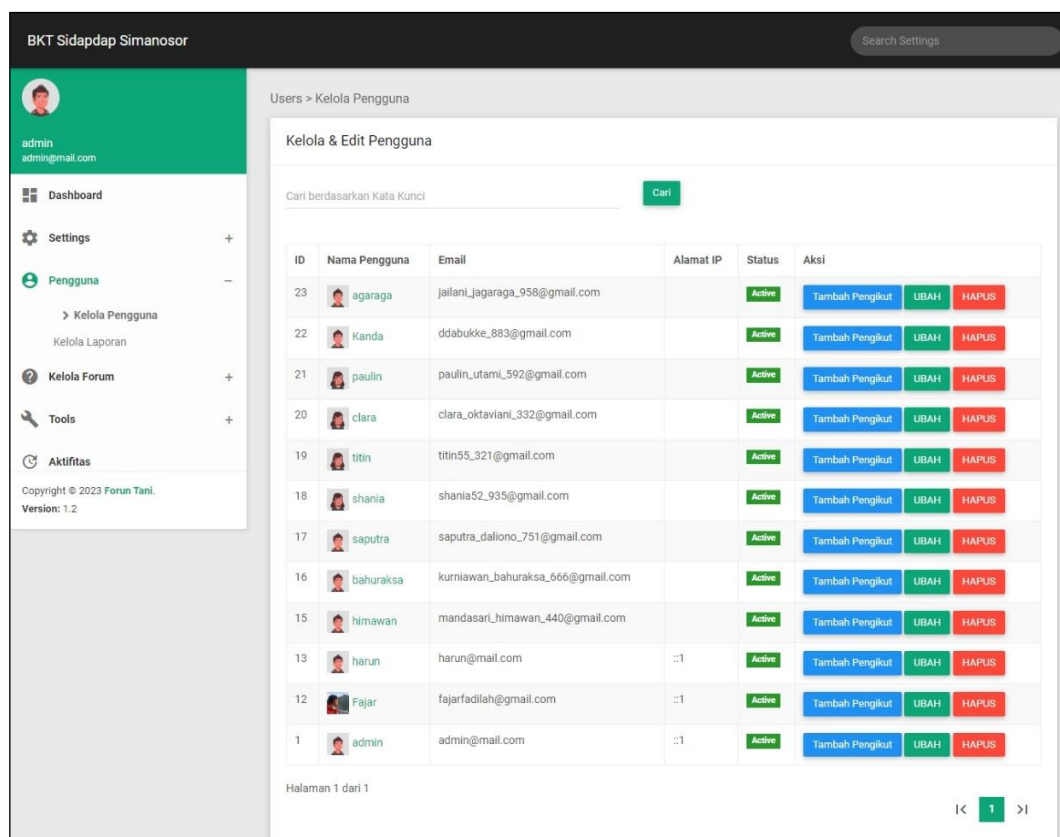 BKT Sidapdap Simanosor
Search Settings
admin
admin@mail.com
Dashboard
Settings +
Pengguna −
> Kelola Pengguna
Kelola Laporan
Kelola Forum +
Tools +
Aktifitas
Copyright © 2023 Forun Tani.
Version: 1.2
Users > Kelola Pengguna
Kelola & Edit Pengguna
Cari berdasarkan Kata Kunci Cari
ID Nama Pengguna Email Alamat IP Status Aksi
23 agaraga jailani_jagaraga_958@gmail.com Active Tambah Pengikut UBAH HAPUS
22 Kanda ddabukke_883@gmail.com Active Tambah Pengikut UBAH HAPUS
21 paulin paulin_utami_592@gmail.com Active Tambah Pengikut UBAH HAPUS
20 clara clara_oktaviani_332@gmail.com Active Tambah Pengikut UBAH HAPUS
19 titin titin55_321@gmail.com Active Tambah Pengikut UBAH HAPUS
18 shania shania52_935@gmail.com Active Tambah Pengikut UBAH HAPUS
17 saputra saputra_daliono_751@gmail.com Active Tambah Pengikut UBAH HAPUS
16 bahuraksa kurniawan_bahuraksa_666@gmail.com Active Tambah Pengikut UBAH HAPUS
15 himawan mandasari_himawan_440@gmail.com Active Tambah Pengikut UBAH HAPUS
13 harun harun@mail.com ::1 Active Tambah Pengikut UBAH HAPUS
12 Fajar fajarfadilah@gmail.com ::1 Active Tambah Pengikut UBAH HAPUS
1 admin admin@mail.com ::1 Active Tambah Pengikut UBAH HAPUS
Halaman 1 dari 1
|< 1 >|